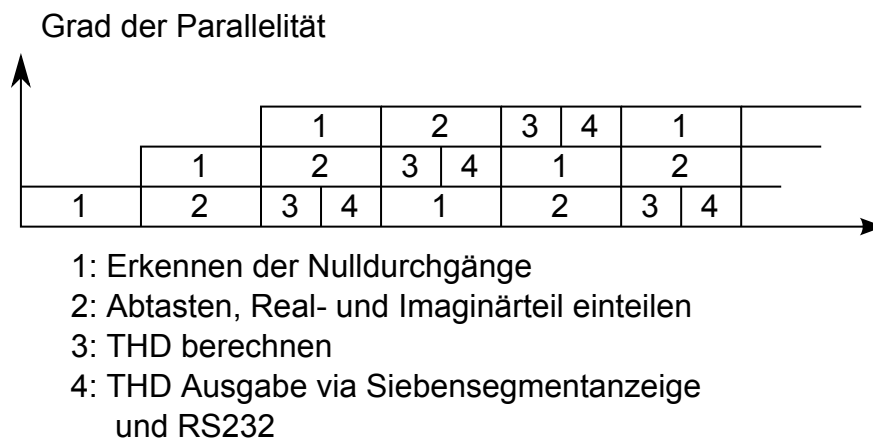 Grad der Parallelität
1 2 3 4 1
1 2 3 4 1 2
1 2 3 4 1 2 3 4
1: Erkennen der Nulldurchgänge
2: Abtasten, Real- und Imaginärteil einteilen
3: THD berechnen
4: THD Ausgabe via Siebensegmentanzeige
und RS232